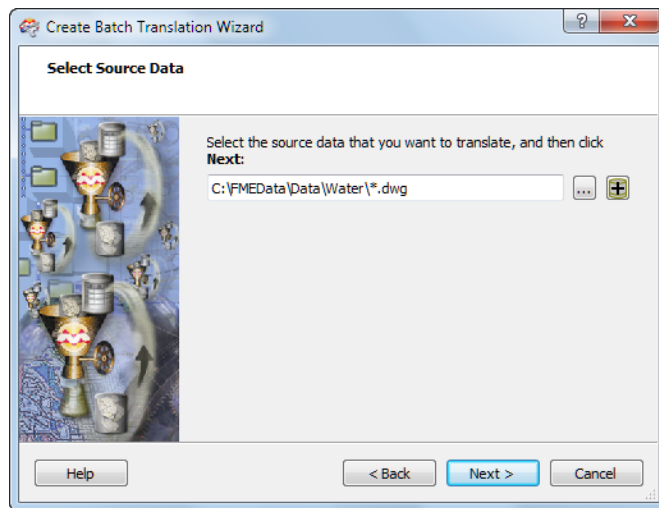 Create Batch Translation Wizard
Select Source Data
Select the source data that you want to translate, and then click
Next:
C:\FMEData\Data\Water\*.dwg
...
Help
< Back
Next >
Cancel